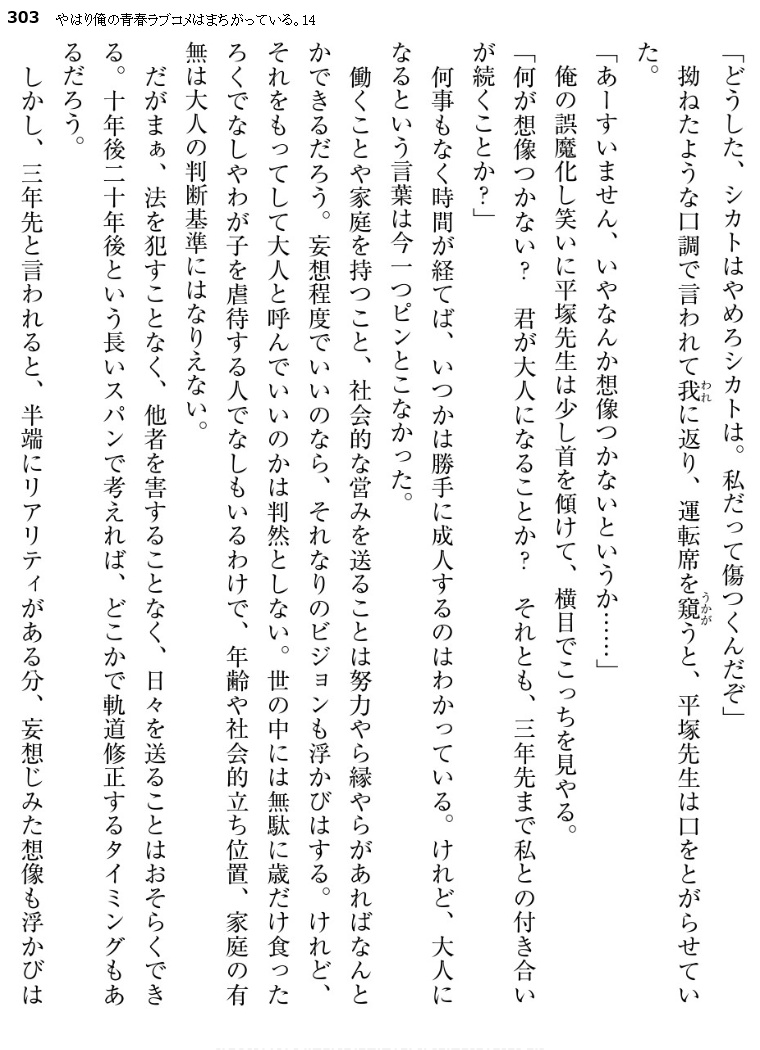 303 やはり俺の青春ラブコメはまちがっている。14
「どうした、シカトはやめろシカトは。私だって傷つくんだぞ」
　拗ねたような口調で言われて我に返り、運転席を窺うと、平塚先生は口をとがらせてい
た。
「あーすいません、いやなんか想像つかないというか……」
　俺の誤魔化し笑いに平塚先生は少し首を傾けて、横目でこっちを見やる。
「何が想像つかない？　君が大人になることか？　それとも、三年先まで私との付き合い
が続くことか？」
　何事もなく時間が経てば、いつかは勝手に成人するのはわかっている。けれど、大人に
なるという言葉は今一つピンとこなかった。
　働くことや家庭を持つこと、社会的な営みを送ることは努力やら縁やらがあればなんと
かできるだろう。妄想程度でいいのなら、それなりのビジョンも浮かびはする。けれど、
それをもってして大人と呼んでいいのかは判然としない。世の中には無駄に歳だけ食った
ろくでなしやわが子を虐待する人でなしもいるわけで、年齢や社会的立ち位置、家庭の有
無は大人の判断基準にはなりえない。
　だがまぁ、法を犯すことなく、他者を害することなく、日々を送ることはおそらくでき
る。十年後二十年後という長いスパンで考えれば、どこかで軌道修正するタイミングもあ
るだろう。
　しかし、三年先と言われると、半端にリアリティがある分、妄想じみた想像も浮かびは